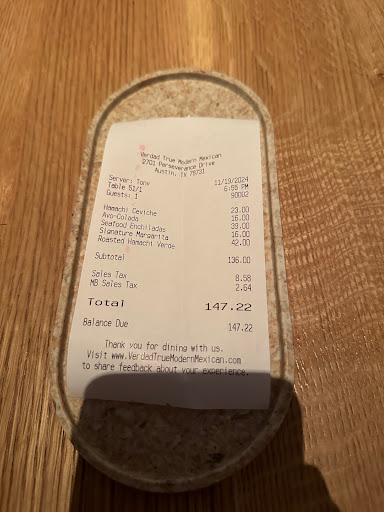 Verdad True Modern Mexican
2701 Perseverance Drive
Austin, TX 78731
Server: Tony 11/19/2024
Table 51/1 6:55 PM
Guests: 1 90002
Hamachi Ceviche 23.00
Avo-Colada 16.00
Seafood Enchiladas 39.00
Signature Margarita 16.00
Roasted Hamachi Verde 42.00
Subtotal 136.00
Sales Tax 8.58
MB Sales Tax 2.64
Total 147.22
Balance Due 147.22
Thank you for dining with us.
Visit www.VerdadTrueModernMexican.com
to share feedback about your experience.